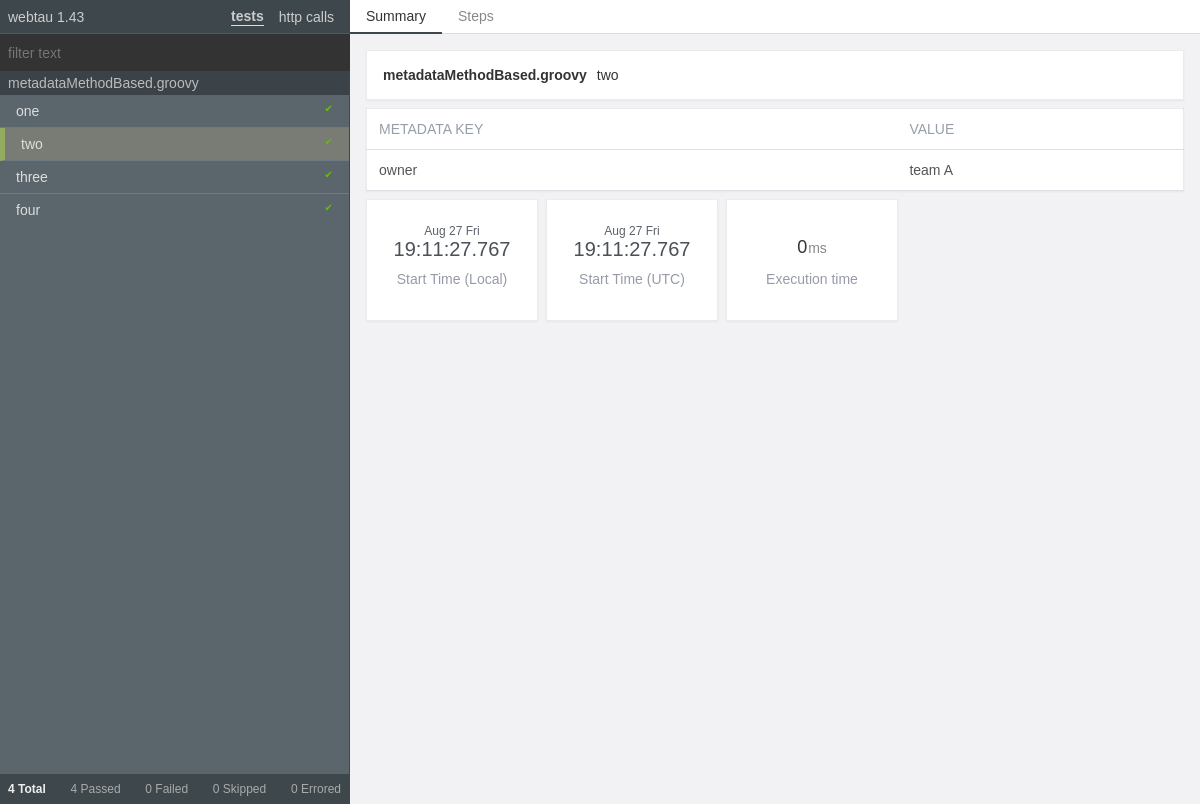 webtau 1.43 tests http calls
filter text
metadataMethodBased.groovy
one
two
three
four
4 Total 4 Passed 0 Failed 0 Skipped 0 Errored
Summary Steps
metadataMethodBased.groovy two
METADATA KEY VALUE
owner team A
Aug 27 Fri
19:11:27.767
Start Time (Local)
Aug 27 Fri
19:11:27.767
Start Time (UTC)
0ms
Execution time